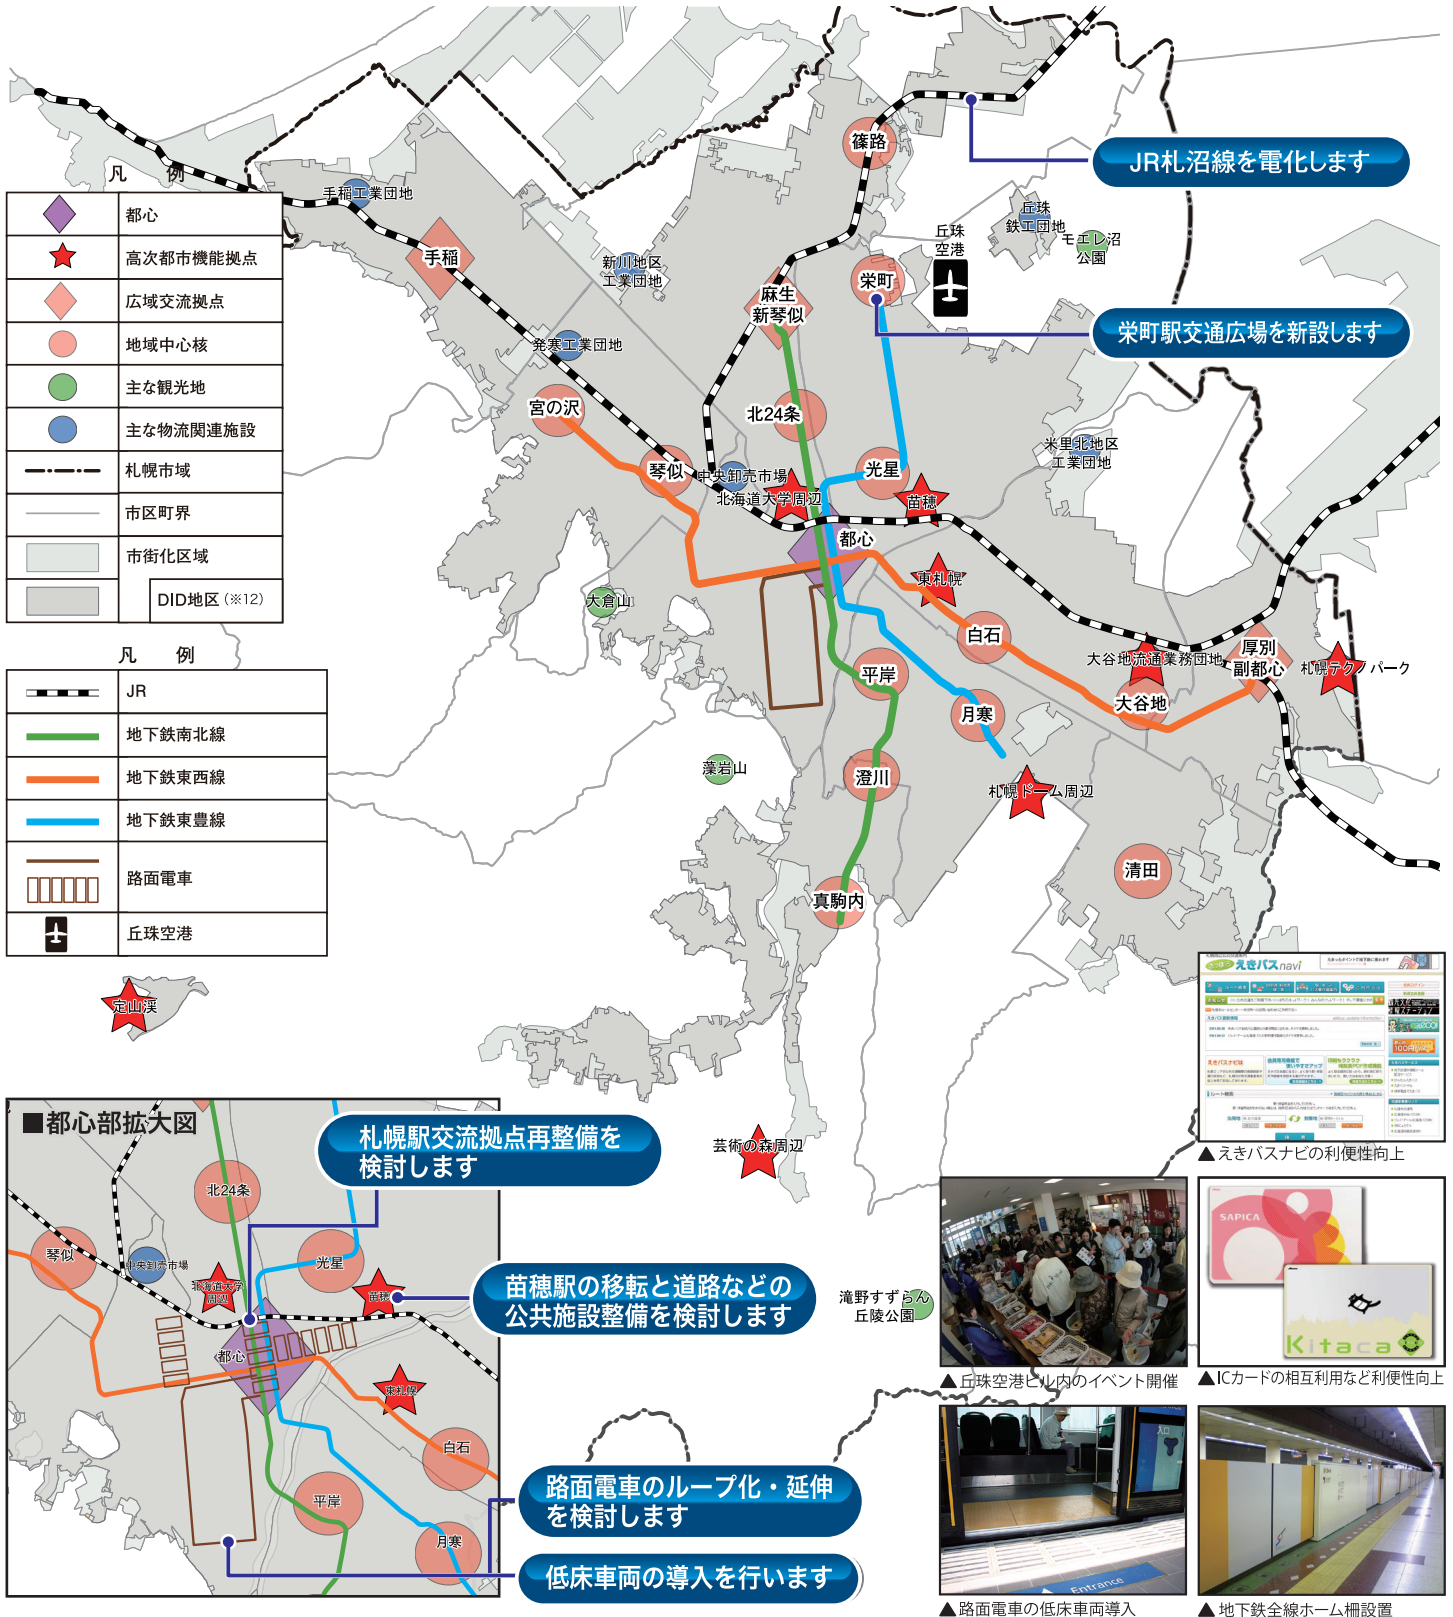 凡 例
都心
高次都市機能拠点
広域交流拠点
地域中心核
主な観光地
主な物流関連施設
札幌市域
市区町界
市街化区域
DID地区（※12）
凡 例
JR
地下鉄南北線
地下鉄東西線
地下鉄東豊線
路面電車
丘珠空港
JR札沼線を電化します
栄町駅交通広場を新設します
篠路
手稲工業団地
手稲
新川地区
工業団地
発寒工業団地
麻生
新琴似
栄町
丘珠
空港
丘珠
鉄工団地
モエレ沼
公園
宮の沢
北24条
琴似
中央卸売市場
北海道大学周辺
光星
苗穂
米里北地区
工業団地
都心
東札幌
大倉山
白石
大谷地流通業務団地
厚別
副都心
札幌テクノパーク
平岸
月寒
大谷地
藻岩山
澄川
札幌ドーム周辺
清田
真駒内
定山渓
芸術の森周辺
滝野すずらん
丘陵公園
■都心部拡大図
札幌駅交流拠点再整備を
検討します
北24条
琴似
中央卸売市場
北海道大学
周辺
光星
苗穂
都心
東札幌
白石
平岸
月寒
苗穂駅の移転と道路などの
公共施設整備を検討します
路面電車のループ化・延伸
を検討します
低床車両の導入を行います
えきバスnavi
▲えきバスナビの利便性向上
▲丘珠空港ビル内のイベント開催
SAPICA
Kitaca
▲ICカードの相互利用など利便性向上
入口
Entrance
▲路面電車の低床車両導入
▲地下鉄全線ホーム柵設置